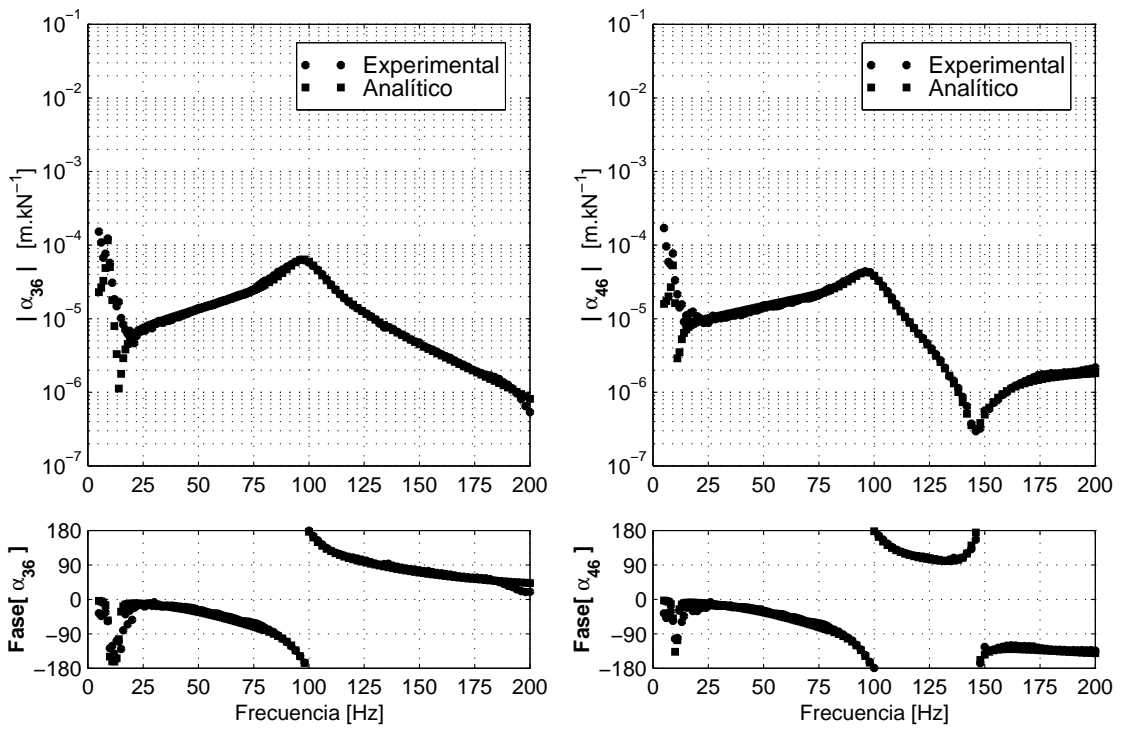 10⁻¹
10⁻²
10⁻³
10⁻⁴
10⁻⁵
10⁻⁶
10⁻⁷
| α₃₆ | [m.kN⁻¹]
Experimental
Analítico
0 25 50 75 100 125 150 175 200
180
90
0
−90
−180
Fase[ α₃₆]
0 25 50 75 100 125 150 175 200
Frecuencia [Hz]
10⁻¹
10⁻²
10⁻³
10⁻⁴
10⁻⁵
10⁻⁶
10⁻⁷
| α₄₆ | [m.kN⁻¹]
Experimental
Analítico
0 25 50 75 100 125 150 175 200
180
90
0
−90
−180
Fase[ α₄₆]
0 25 50 75 100 125 150 175 200
Frecuencia [Hz]